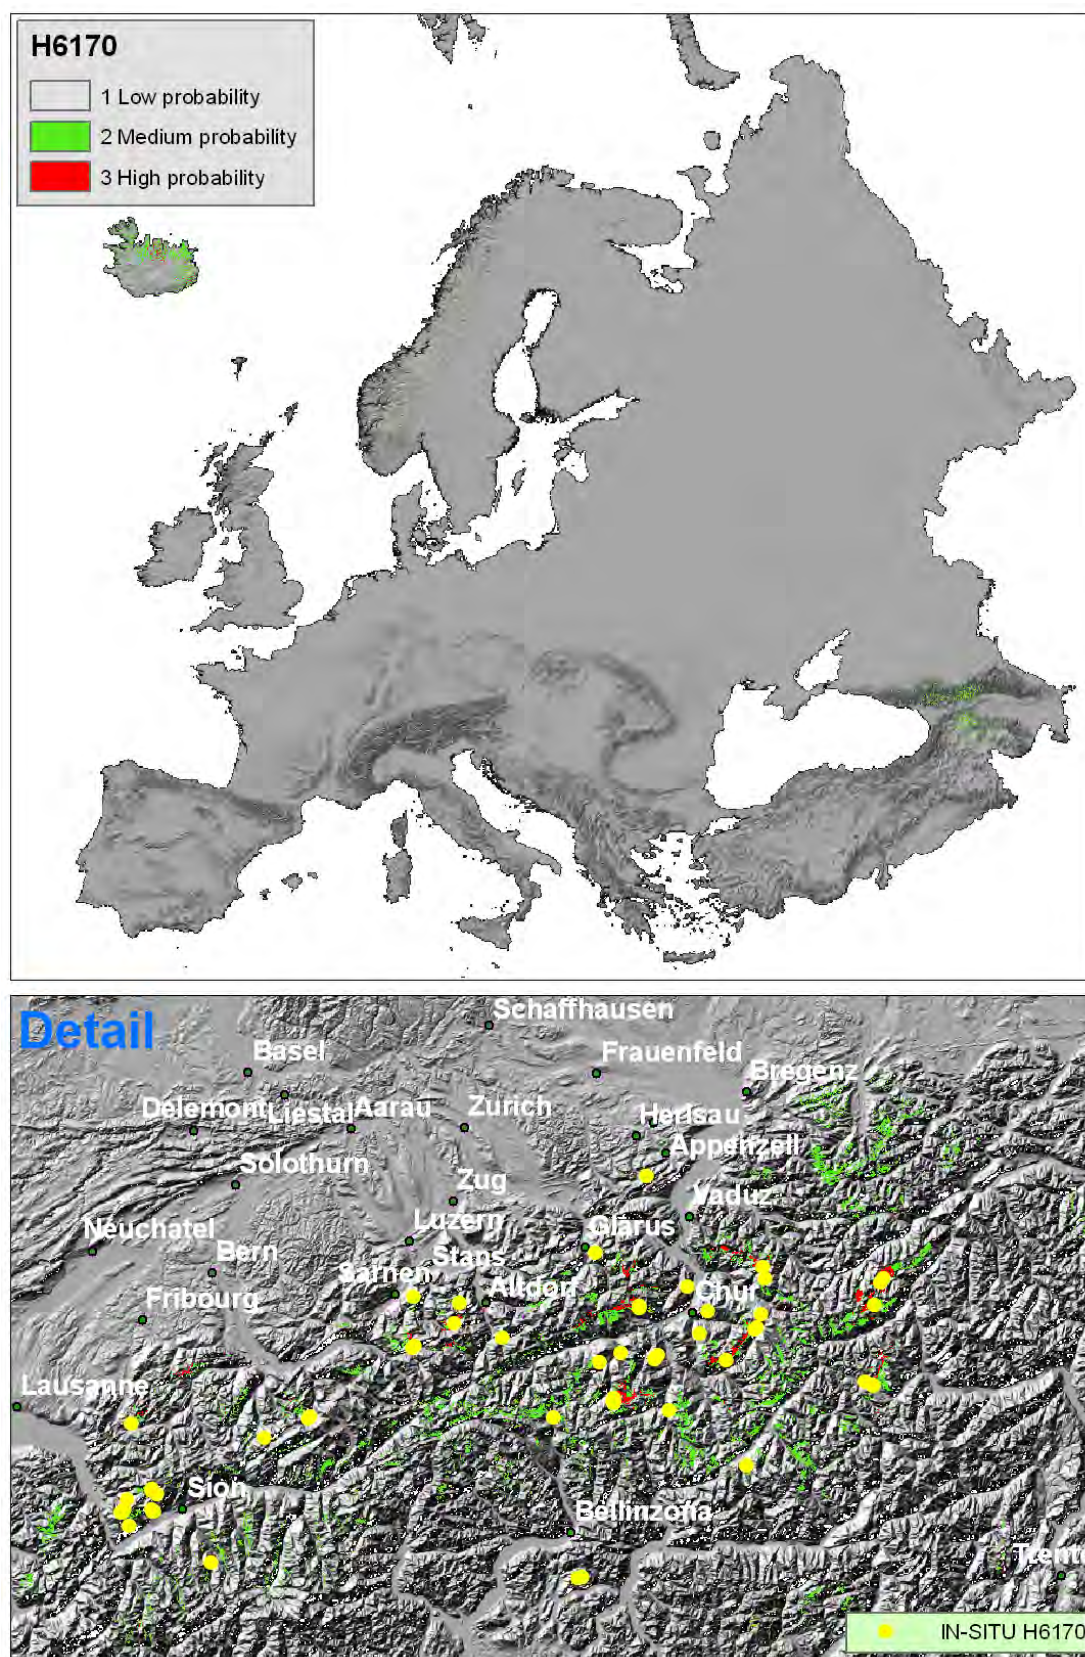 H6170
1 Low probability
2 Medium probability
3 High probability
Detail
Schaffhausen
Basel
Frauenfeld
Bregenz
Delemont
Liestal
Aarau
Zurich
Herisau
Appenzell
Solothurn
Zug
Vaduz
Neuchatel
Luzern
Glarus
Bern
Stans
Sarnen
Altdorf
Chur
Fribourg
Lausanne
Sion
Bellinzona
Trento
IN-SITU H6170